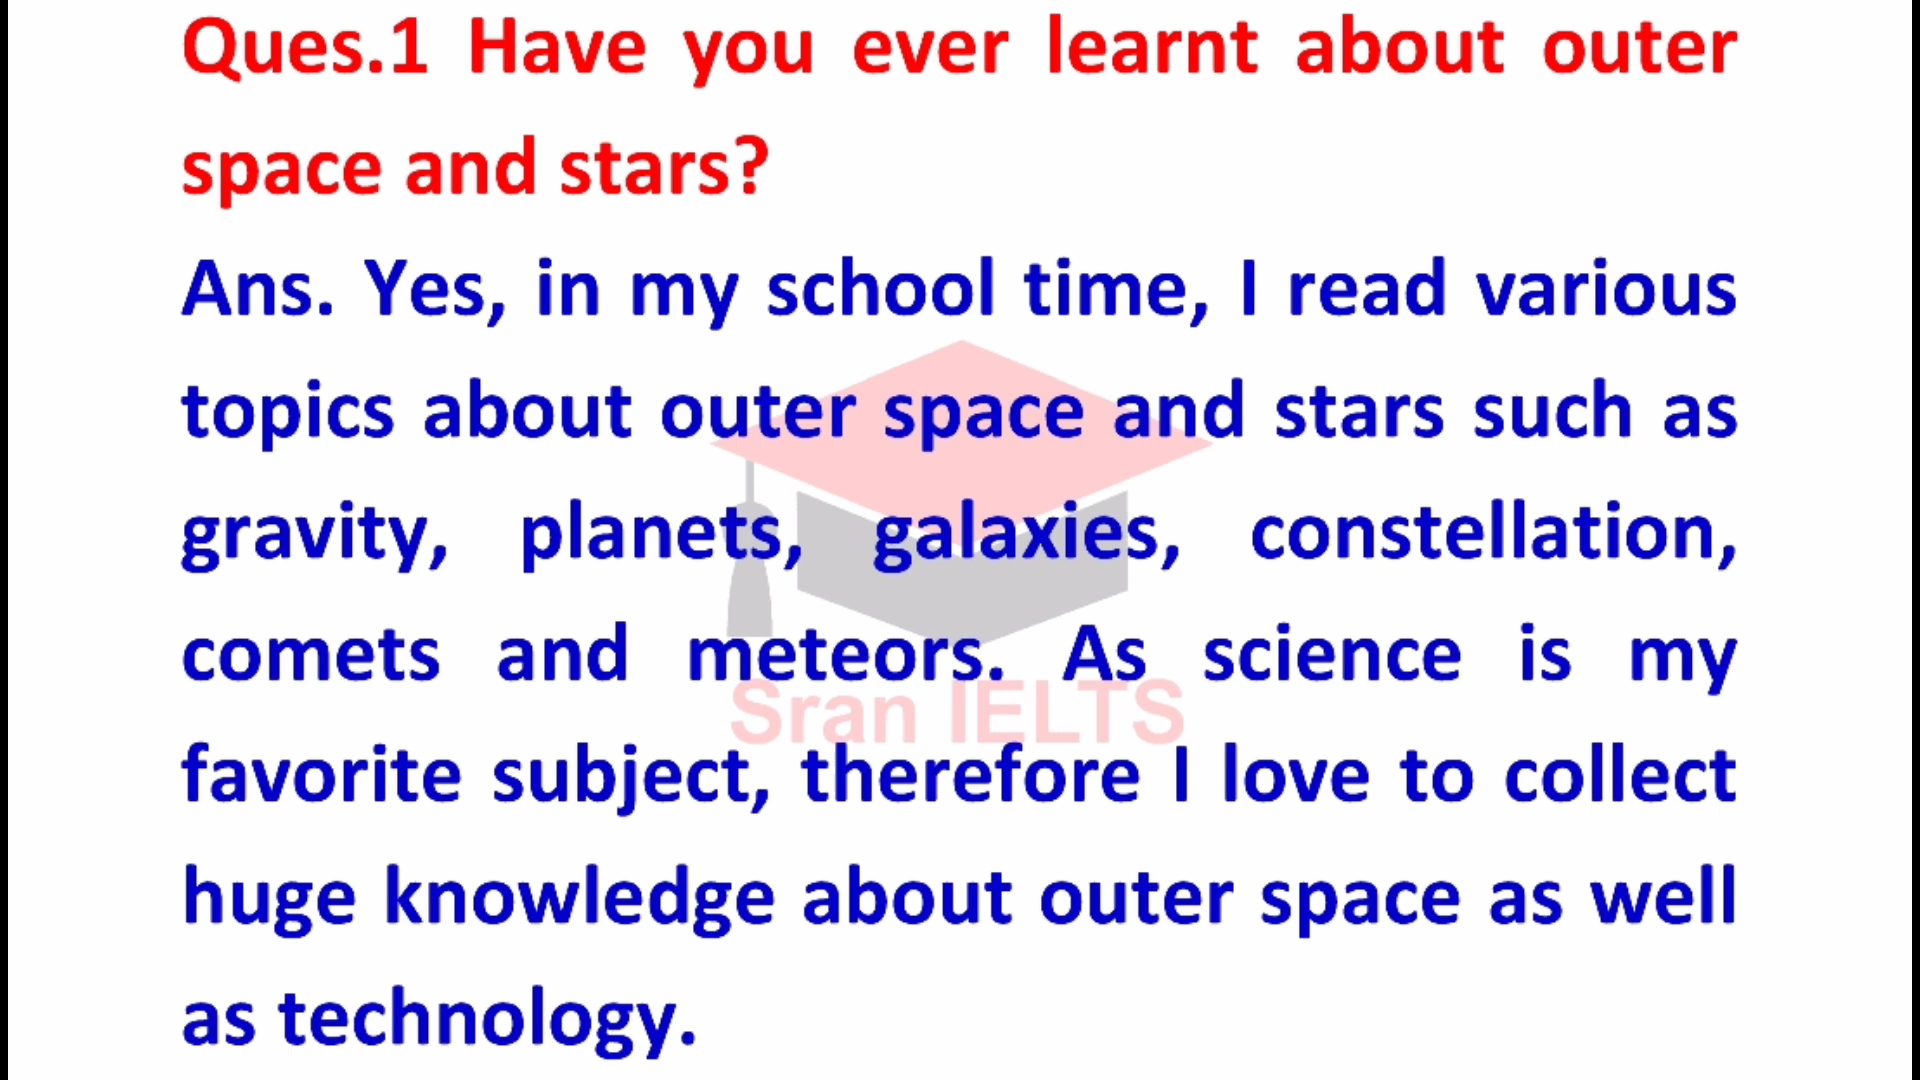 Ques.1 Have you ever learnt about outer
space and stars?
Ans. Yes, in my school time, I read various
topics about outer space and stars such as
gravity, planets, galaxies, constellation,
comets and meteors. As science is my
Sran IELTS
favorite subject, therefore I love to collect
huge knowledge about outer space as well
as technology.